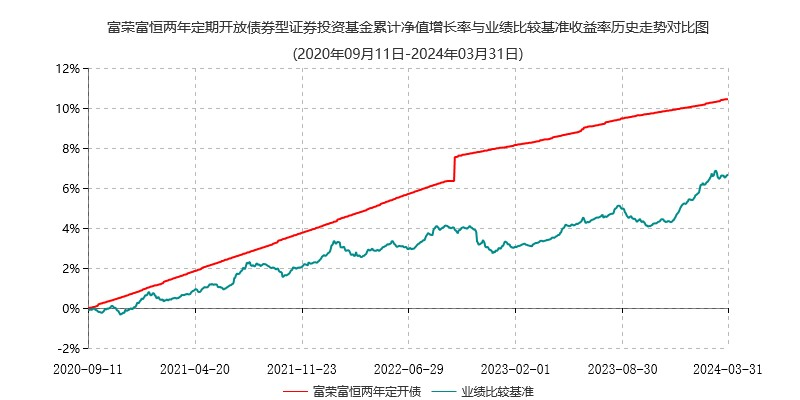 富荣富恒两年定期开放债券型证券投资基金累计净值增长率与业绩比较基准收益率历史走势对比图
(2020年09月11日-2024年03月31日)
12%
10%
8%
6%
4%
2%
0%
-2%
2020-09-11 2021-04-20 2021-11-23 2022-06-29 2023-02-01 2023-08-30 2024-03-31
富荣富恒两年定开债 业绩比较基准